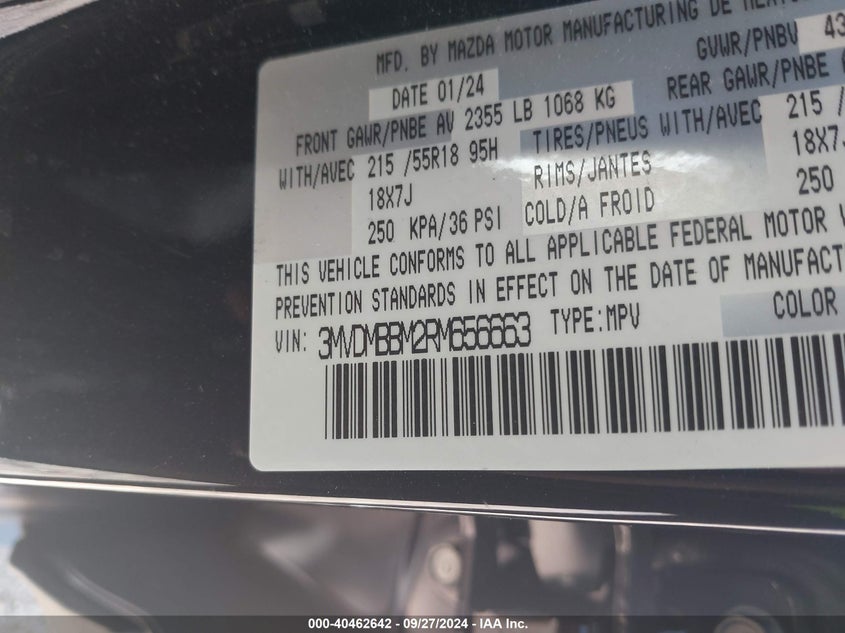 MFD. BY MAZDA MOTOR MANUFACTURING DE
DATE 01/24
GVWR/PNBV 43
FRONT GAWR/PNBE AV 2355 LB 1068 KG
REAR GAWR/PNBE
WITH/AVEC 215 /55R18 95H TIRES/PNEUS WITH/AVEC 215 /
18X7J RIMS/JANTES 18X7J
250 KPA/36 PSI COLD/A FROID 250
THIS VEHICLE CONFORMS TO ALL APPLICABLE FEDERAL MOTOR V
PREVENTION STANDARDS IN EFFECT ON THE DATE OF MANUFACT
VIN: 3MVDMBBM2RM656663 TYPE:MPV COLOR
000-40462642 / 09/27/2024 - IAA Inc.